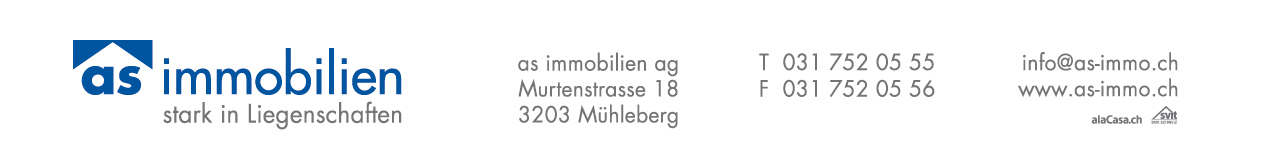 as immobilien
stark in Liegenschaften
as immobilien ag
Murtenstrasse 18
3203 Mühleberg
T 031 752 05 55
F 031 752 05 56
info@as-immo.ch
www.as-immo.ch
alaCasa.ch svit